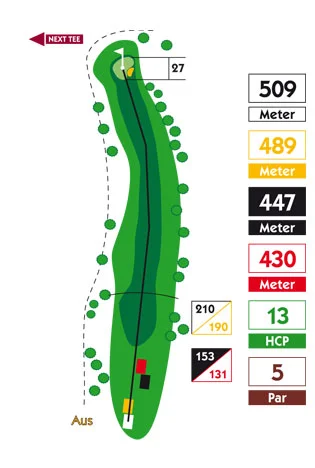 NEXT TEE
27
509
Meter
489
Meter
447
Meter
430
Meter
210
190
13
HCP
153
131
5
Par
Aus